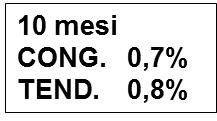 10 mesi
CONG. 0,7%
TEND. 0,8%